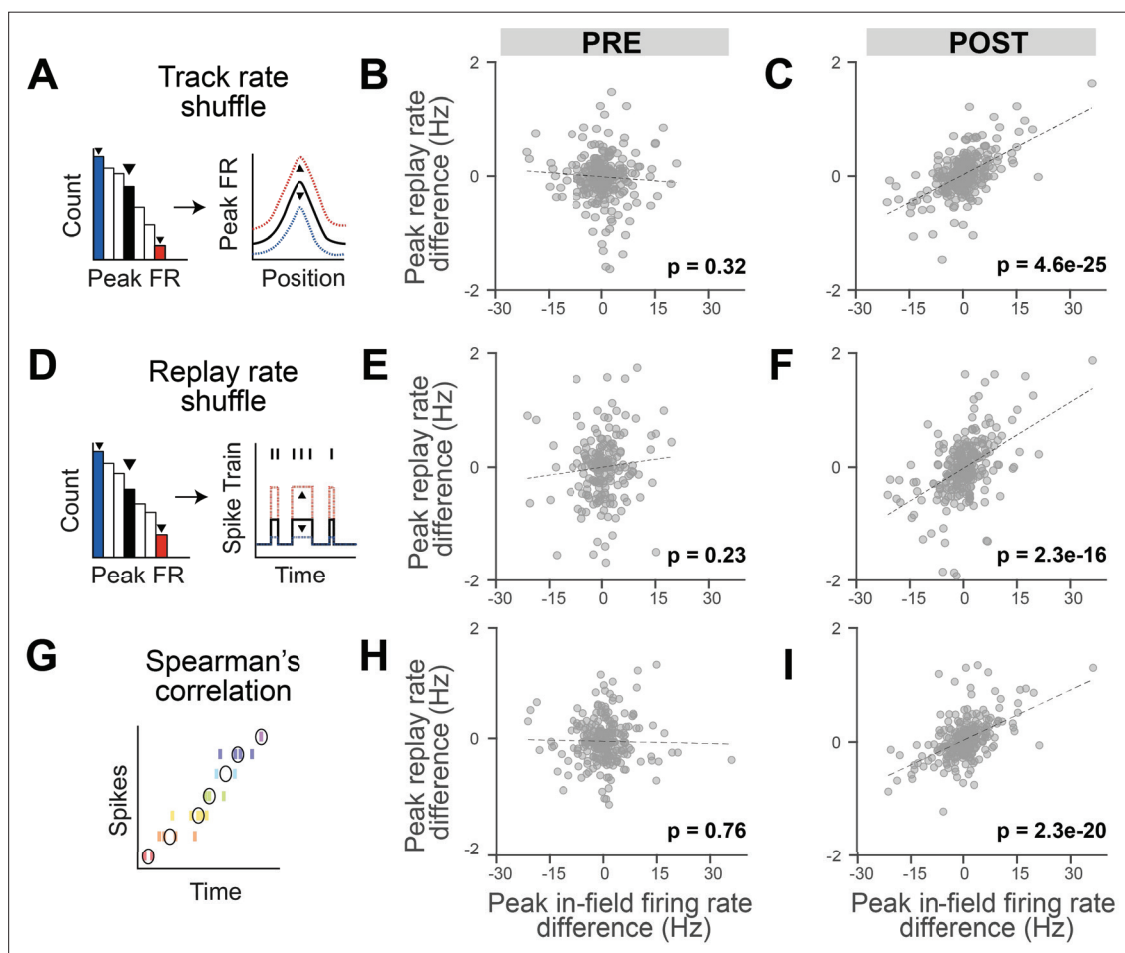 PRE
POST
A
Track rate
shuffle
Count
Peak FR
Peak FR
Position
B
Peak replay rate
difference (Hz)
2
0
-2
-30
-15
0
15
30
p = 0.32
C
2
0
-2
-30
-15
0
15
30
p = 4.6e-25
D
Replay rate
shuffle
Count
Peak FR
Spike Train
Time
E
Peak replay rate
difference (Hz)
2
0
-2
-30
-15
0
15
30
p = 0.23
F
2
0
-2
-30
-15
0
15
30
p = 2.3e-16
G
Spearman's
correlation
Spikes
Time
H
Peak replay rate
difference (Hz)
2
0
-2
-30
-15
0
15
30
p = 0.76
Peak in-field firing rate
difference (Hz)
I
2
0
-2
-30
-15
0
15
30
p = 2.3e-20
Peak in-field firing rate
difference (Hz)